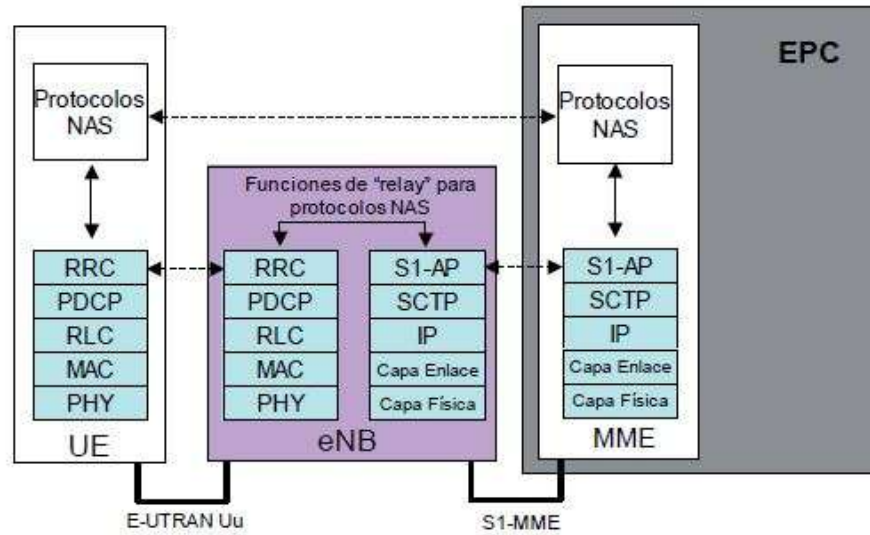 EPC
Protocolos
NAS
Protocolos
NAS
Funciones de “relay” para
protocolos NAS
RRC
PDCP
RLC
MAC
PHY
UE
RRC
PDCP
RLC
MAC
PHY
S1-AP
SCTP
IP
Capa Enlace
Capa Física
eNB
S1-AP
SCTP
IP
Capa Enlace
Capa Física
MME
E-UTRAN Uu
S1-MME